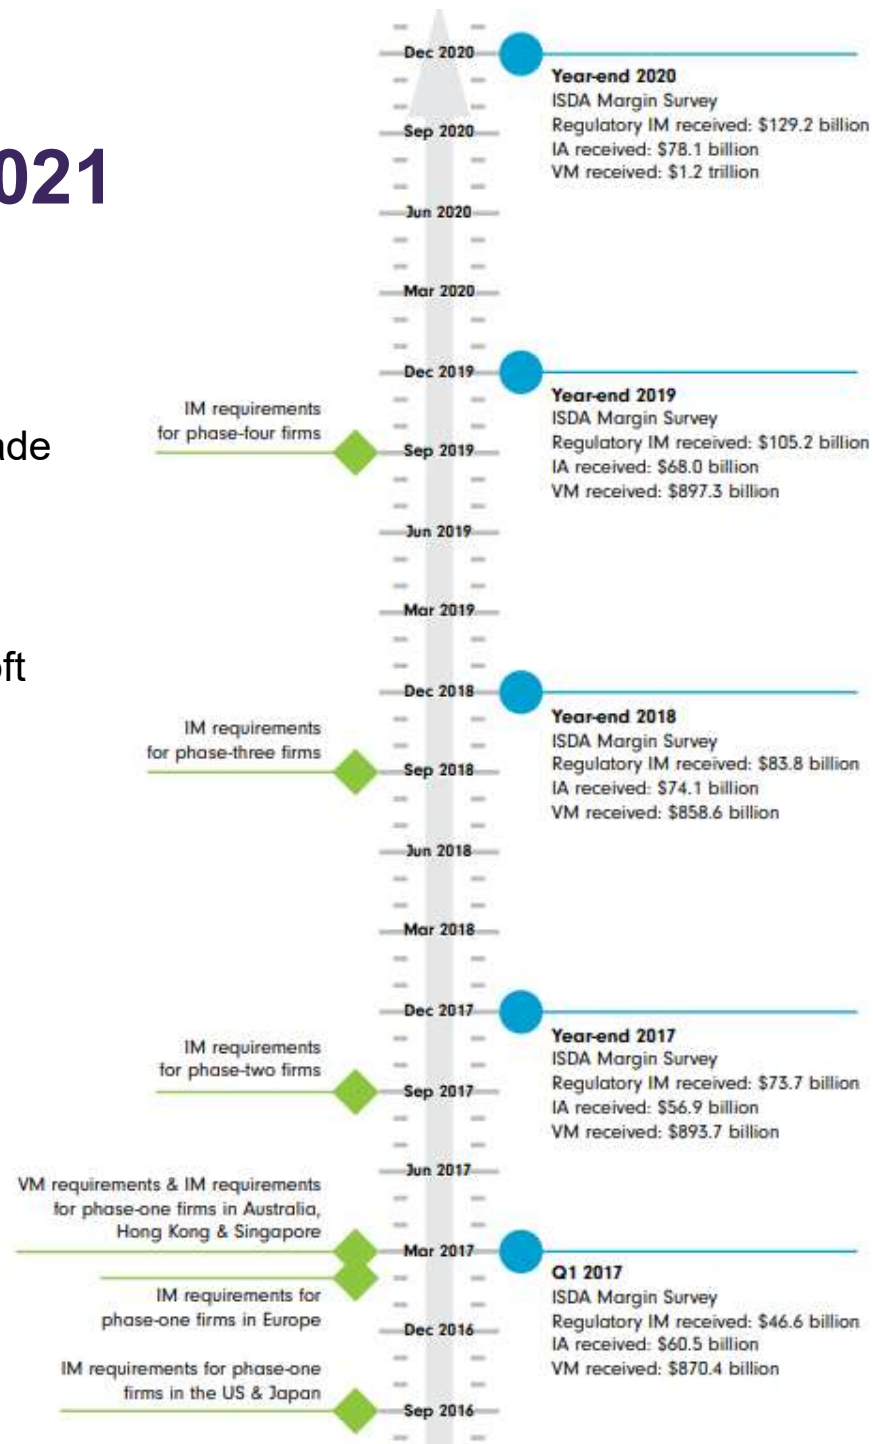 021
ade
oft
Dec 2020
Year-end 2020
ISDA Margin Survey
Regulatory IM received: $129.2 billion
IA received: $78.1 billion
VM received: $1.2 trillion
Sep 2020
Jun 2020
Mar 2020
Dec 2019
Year-end 2019
ISDA Margin Survey
Regulatory IM received: $105.2 billion
IA received: $68.0 billion
VM received: $897.3 billion
IM requirements
for phase-four firms
Sep 2019
Jun 2019
Mar 2019
Dec 2018
Year-end 2018
ISDA Margin Survey
Regulatory IM received: $83.8 billion
IA received: $74.1 billion
VM received: $858.6 billion
IM requirements
for phase-three firms
Sep 2018
Jun 2018
Mar 2018
Dec 2017
Year-end 2017
ISDA Margin Survey
Regulatory IM received: $73.7 billion
IA received: $56.9 billion
VM received: $893.7 billion
IM requirements
for phase-two firms
Sep 2017
Jun 2017
VM requirements & IM requirements
for phase-one firms in Australia,
Hong Kong & Singapore
Mar 2017
Q1 2017
ISDA Margin Survey
Regulatory IM received: $46.6 billion
IA received: $60.5 billion
VM received: $870.4 billion
IM requirements for
phase-one firms in Europe
Dec 2016
IM requirements for phase-one
firms in the US & Japan
Sep 2016